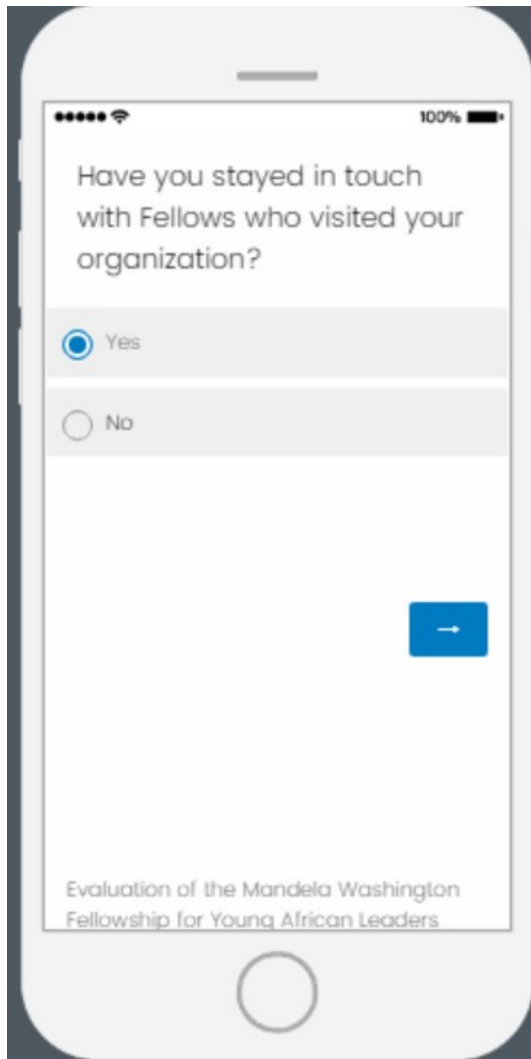 100%
Have you stayed in touch
with Fellows who visited your
organization?
Yes
No
→
Evaluation of the Mandela Washington
Fellowship for Young African Leaders